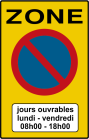 ZONE
jours ouvrables
lundi - vendredi
08h00 - 18h00